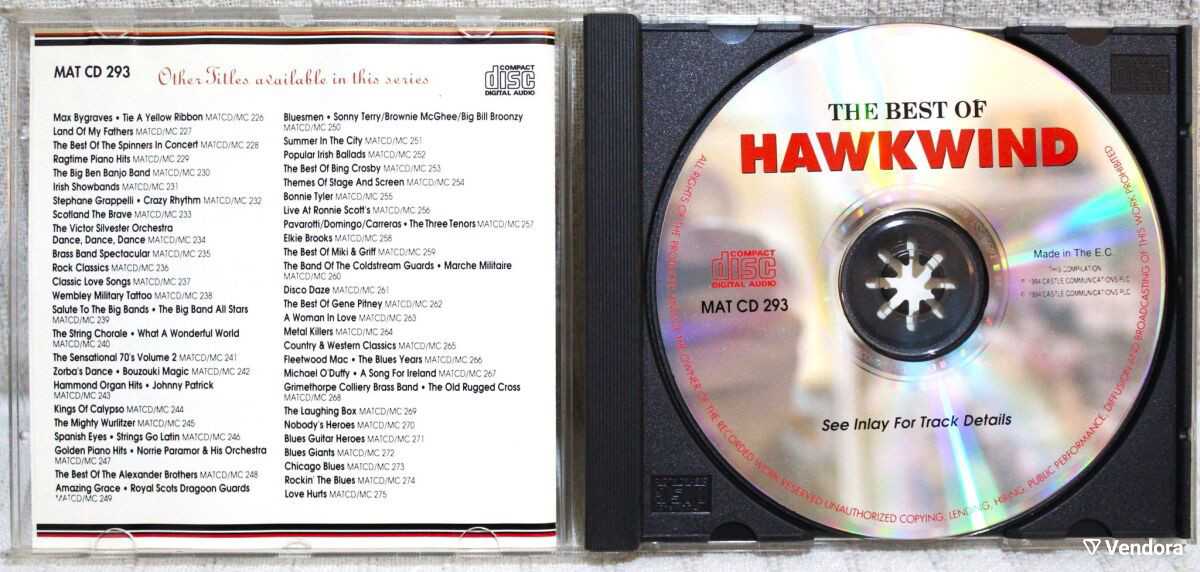 MAT CD 293
Other Titles available in this series
COMPACT
disc
DIGITAL AUDIO
Max Bygraves • Tie A Yellow Ribbon MATCD/MC 226
Land Of My Fathers MATCD/MC 227
The Best Of The Spinners In Concert MATCD/MC 228
Ragtime Piano Hits MATCD/MC 229
The Big Ben Banjo Band MATCD/MC 230
Irish Showbands MATCD/MC 231
Stephane Grappelli • Crazy Rhythm MATCD/MC 232
Scotland The Brave MATCD/MC 233
The Victor Silvester Orchestra
Dance, Dance, Dance MATCD/MC 234
Brass Band Spectacular MATCD/MC 235
Rock Classics MATCD/MC 236
Classic Love Songs MATCD/MC 237
Wembley Military Tattoo MATCD/MC 238
Salute To The Big Bands • The Big Band All Stars
MATCD/MC 239
The String Chorale • What A Wonderful World
MATCD/MC 240
The Sensational 70's Volume 2 MATCD/MC 241
Zorba's Dance • Bouzouki Magic MATCD/MC 242
Hammond Organ Hits • Johnny Patrick
MATCD/MC 243
Kings Of Calypso MATCD/MC 244
The Mighty Wurlitzer MATCD/MC 245
Spanish Eyes • Strings Go Latin MATCD/MC 246
Golden Piano Hits • Norrie Paramor & His Orchestra
MATCD/MC 247
The Best Of The Alexander Brothers MATCD/MC 248
Amazing Grace • Royal Scots Dragoon Guards
MATCD/MC 249
Bluesmen • Sonny Terry/Brownie McGhee/Big Bill Broonzy
MATCD/MC 250
Summer In The City MATCD/MC 251
Popular Irish Ballads MATCD/MC 252
The Best Of Bing Crosby MATCD/MC 253
Themes Of Stage And Screen MATCD/MC 254
Bonnie Tyler MATCD/MC 255
Live At Ronnie Scott's MATCD/MC 256
Pavarotti/Domingo/Carreras • The Three Tenors MATCD/MC 257
Elkie Brooks MATCD/MC 258
The Best Of Miki & Griff MATCD/MC 259
The Band Of The Coldstream Guards • Marche Militaire
MATCD/MC 260
Disco Daze MATCD/MC 261
The Best Of Gene Pitney MATCD/MC 262
A Woman In Love MATCD/MC 263
Metal Killers MATCD/MC 264
Country & Western Classics MATCD/MC 265
Fleetwood Mac • The Blues Years MATCD/MC 266
Michael O'Duffy • A Song For Ireland MATCD/MC 267
Grimethorpe Colliery Brass Band • The Old Rugged Cross
MATCD/MC 268
The Laughing Box MATCD/MC 269
Nobody's Heroes MATCD/MC 270
Blues Guitar Heroes MATCD/MC 271
Blues Giants MATCD/MC 272
Chicago Blues MATCD/MC 273
Rockin' The Blues MATCD/MC 274
Love Hurts MATCD/MC 275
THE BEST OF
HAWKWIND
COMPACT
disc
DIGITAL AUDIO
MAT CD 293
Made in The E.C.
THIS COMPILATION
℗ 1994 CASTLE COMMUNICATIONS PLC
© 1994 CASTLE COMMUNICATIONS PLC
See Inlay For Track Details
ALL RIGHTS OF THE PRODUCER AND OF THE OWNER OF THE RECORDED WORK RESERVED UNAUTHORIZED COPYING, LENDING, HIRING, PUBLIC PERFORMANCE, DIFFUSION AND BROADCASTING OF THIS WORK PROHIBITED
Vendora